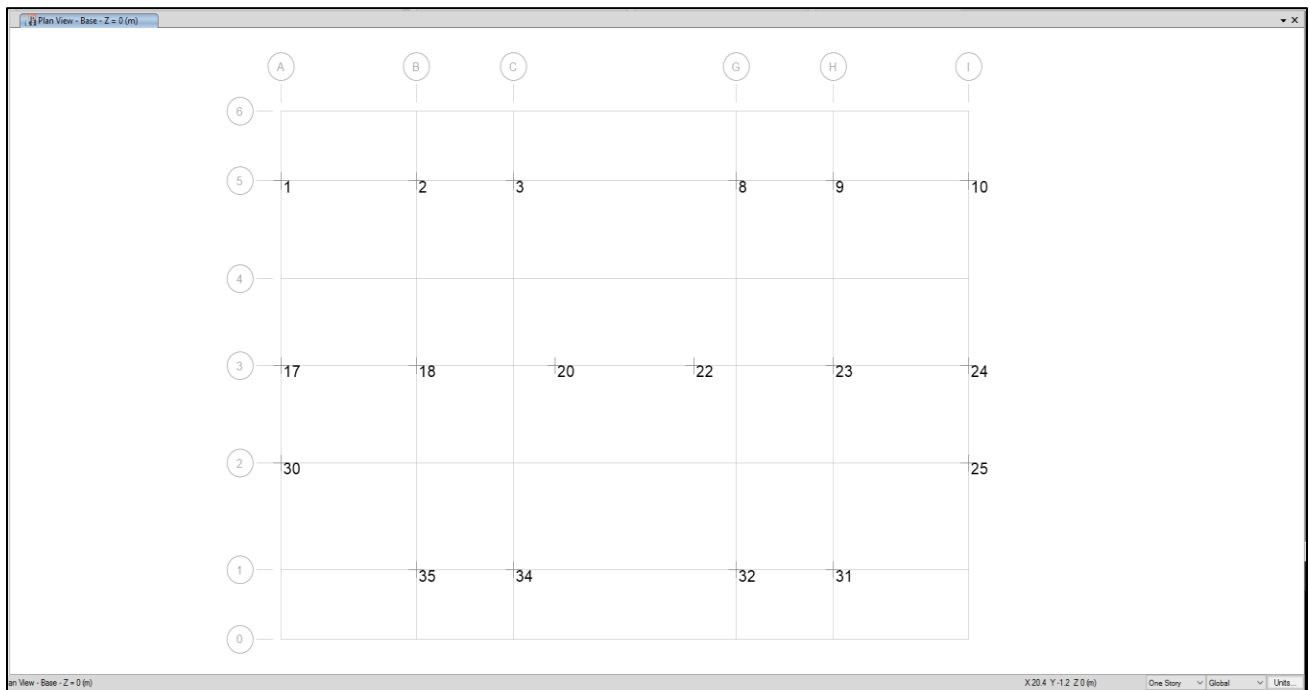 Plan View - Base - Z = 0 (m)
A B C G H I
6
5 1 2 3 8 9 10
4
3 17 18 20 22 23 24
2 30 25
1 35 34 32 31
0
an View - Base - Z = 0 (m) X 20.4 Y -1.2 Z 0 (m) One Story Global Units...